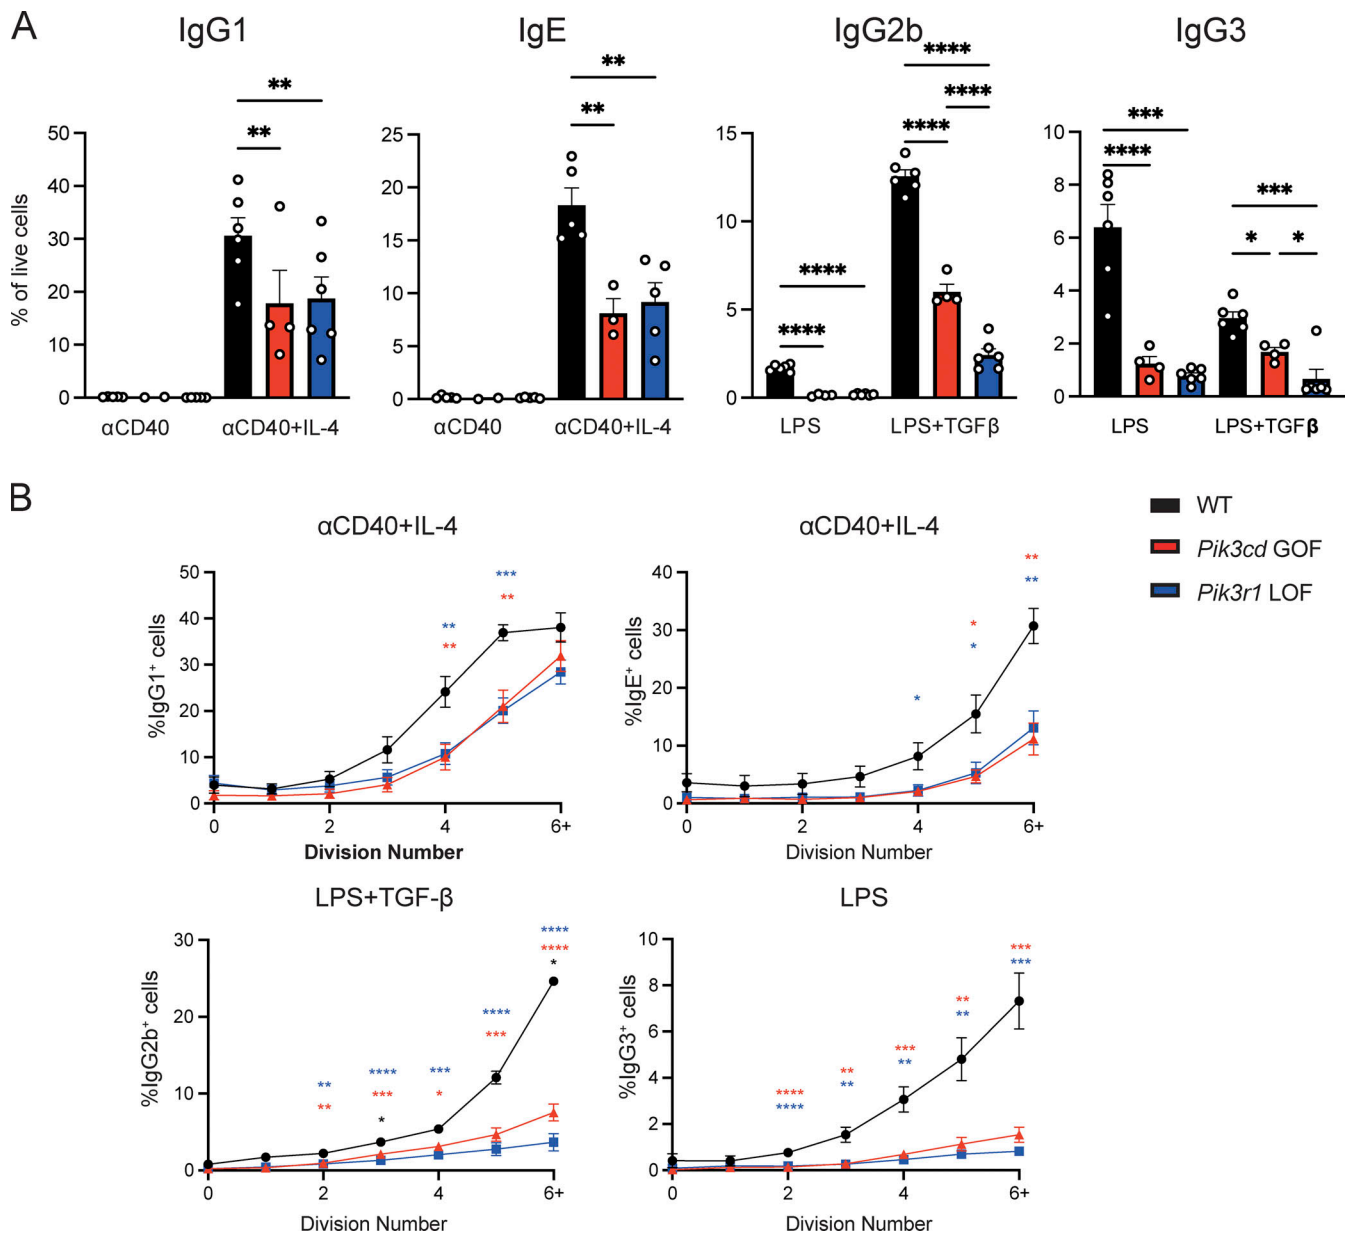 A
IgG1
IgE
IgG2b
IgG3
% of live cells
** **
50
40
30
20
10
0
αCD40
αCD40+IL-4
** **
25
20
15
10
5
0
αCD40
αCD40+IL-4
**** **** **** **** ****
15
10
5
0
LPS
LPS+TGFβ
*** **** *** * *
10
8
6
4
2
0
LPS
LPS+TGFβ
B
WT
Pik3cd GOF
Pik3r1 LOF
αCD40+IL-4
%IgG1⁺ cells
50
40
30
20
10
0
*** ** ** **
0 2 4 6+
Division Number
αCD40+IL-4
%IgE⁺ cells
40
30
20
10
0
** ** * * *
0 2 4 6+
Division Number
LPS+TGF-β
%IgG2b⁺ cells
30
20
10
0
**** **** * **** *** ** ** **** *** * *** *
0 2 4 6+
Division Number
LPS
%IgG3⁺ cells
10
8
6
4
2
0
*** *** ** ** *** ** ** ** **** ****
0 2 4 6+
Division Number